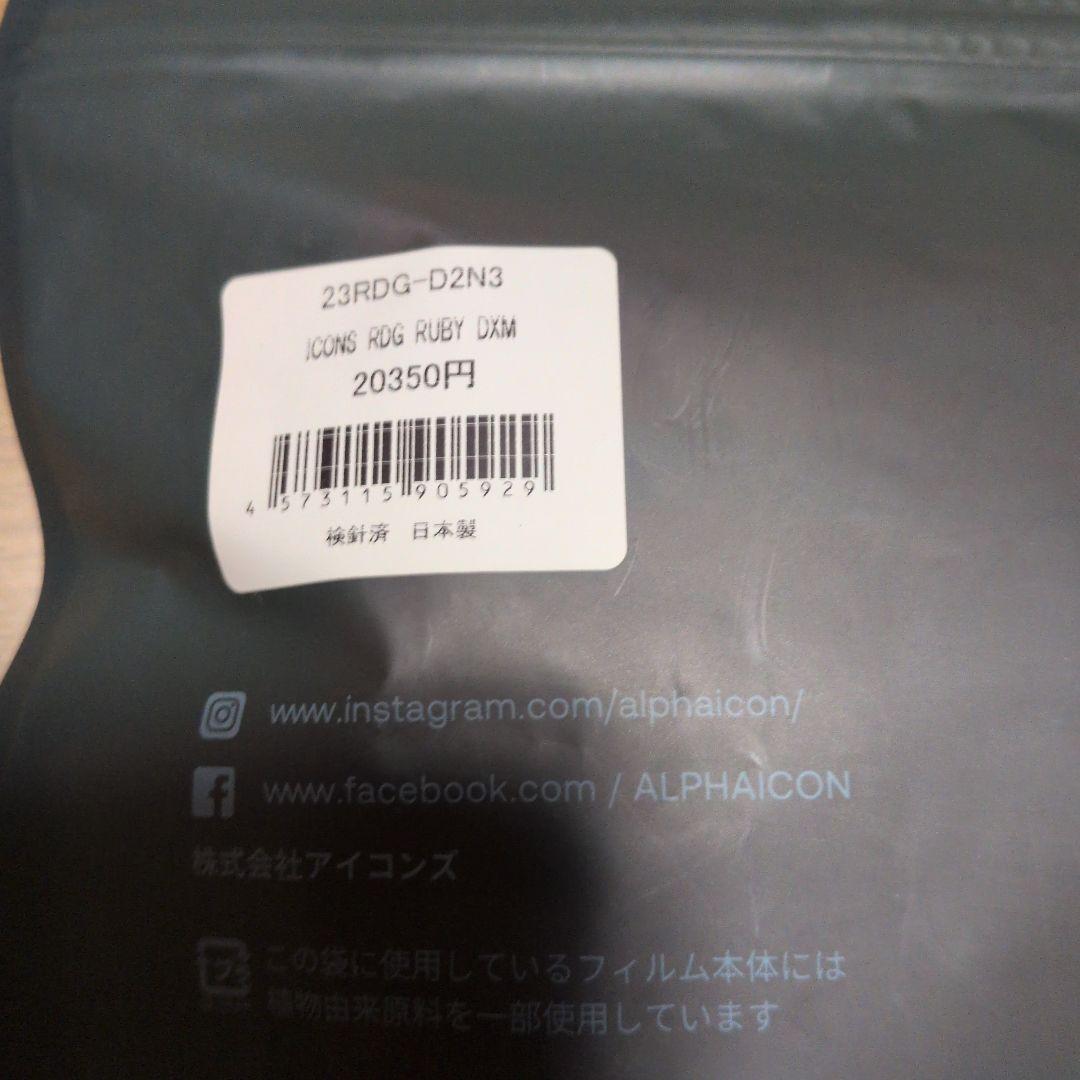 23RDG-D2N3
ICONS RDG RUBY DXM
20350円
4 573115 905929
検針済 日本製
www.instagram.com/alphaicon/
www.facebook.com / ALPHAICON
株式会社アイコンズ
プラ
この袋に使用しているフィルム本体には
植物由来原料を一部使用しています